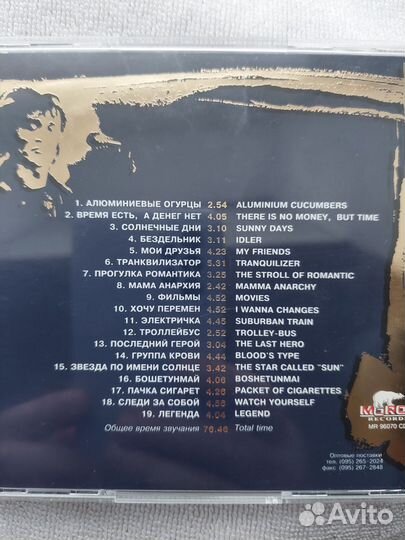 1. АЛЮМИНИЕВЫЕ ОГУРЦЫ 2.54 ALUMINIUM CUCUMBERS
2. ВРЕМЯ ЕСТЬ, А ДЕНЕГ НЕТ 4.05 THERE IS NO MONEY, BUT TIME
3. СОЛНЕЧНЫЕ ДНИ 3.10 SUNNY DAYS
4. БЕЗДЕЛЬНИК 3.11 IDLER
5. МОИ ДРУЗЬЯ 4.23 MY FRIENDS
6. ТРАНКВИЛИЗАТОР 5.31 TRANQUILIZER
7. ПРОГУЛКА РОМАНТИКА 3.25 THE STROLL OF ROMANTIC
8. МАМА АНАРХИЯ 2.42 MAMMA ANARCHY
9. ФИЛЬМЫ 4.52 MOVIES
10. ХОЧУ ПЕРЕМЕН 4.52 I WANNA CHANGES
11. ЭЛЕКТРИЧКА 4.45 SUBURBAN TRAIN
12. ТРОЛЛЕЙБУС 2.52 TROLLEY-BUS
13. ПОСЛЕДНИЙ ГЕРОЙ 3.04 THE LAST HERO
14. ГРУППА КРОВИ 4.44 BLOOD'S TYPE
15. ЗВЕЗДА ПО ИМЕНИ СОЛНЦЕ 3.42 THE STAR CALLED "SUN"
16. БОШЕТУНМАЙ 4.00 BOSHETUNMAI
17. ПАЧКА СИГАРЕТ 4.26 PACKET OF CIGARETTES
18. СЛЕДИ ЗА СОБОЙ 4.56 WATCH YOURSELF
19. ЛЕГЕНДА 4.04 LEGEND
Общее время звучания 76.46 Total time
RECORDS
MR 96070 CD
Оптовые поставки
тел. (095) 265-2024
факс (095) 267-2848
Avito